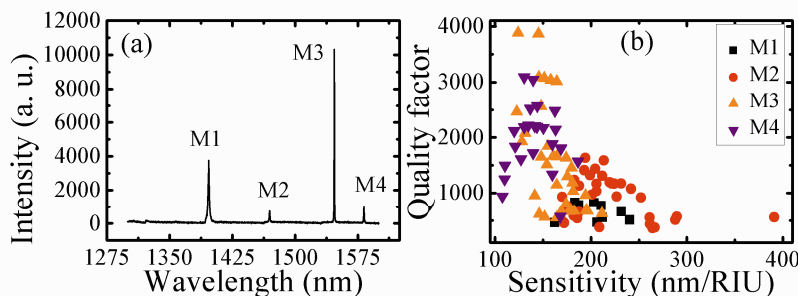 (a)
12000
10000
8000
6000
4000
2000
0
Intensity (a. u.)
M1
M2
M3
M4
1275 1350 1425 1500 1575
Wavelength (nm)
(b)
4000
3000
2000
1000
Quality factor
M1
M2
M3
M4
100 200 300 400
Sensitivity (nm/RIU)